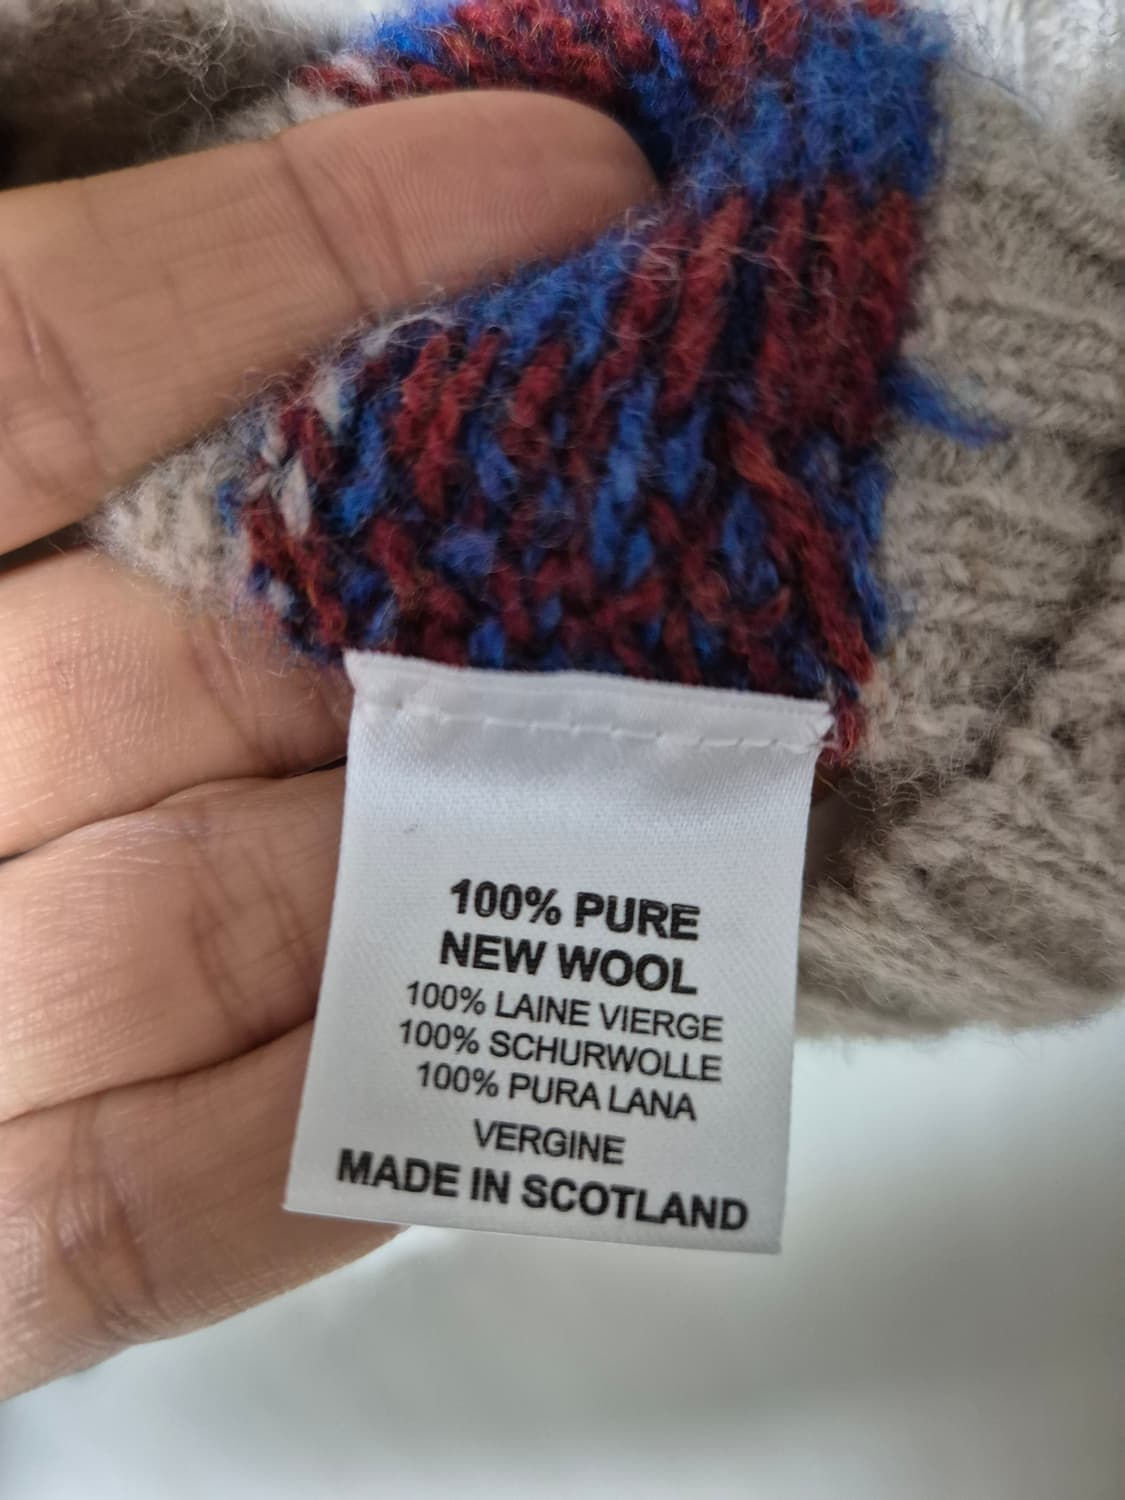 100% PURE
NEW WOOL
100% LAINE VIERGE
100% SCHURWOLLE
100% PURA LANA
VERGINE
MADE IN SCOTLAND